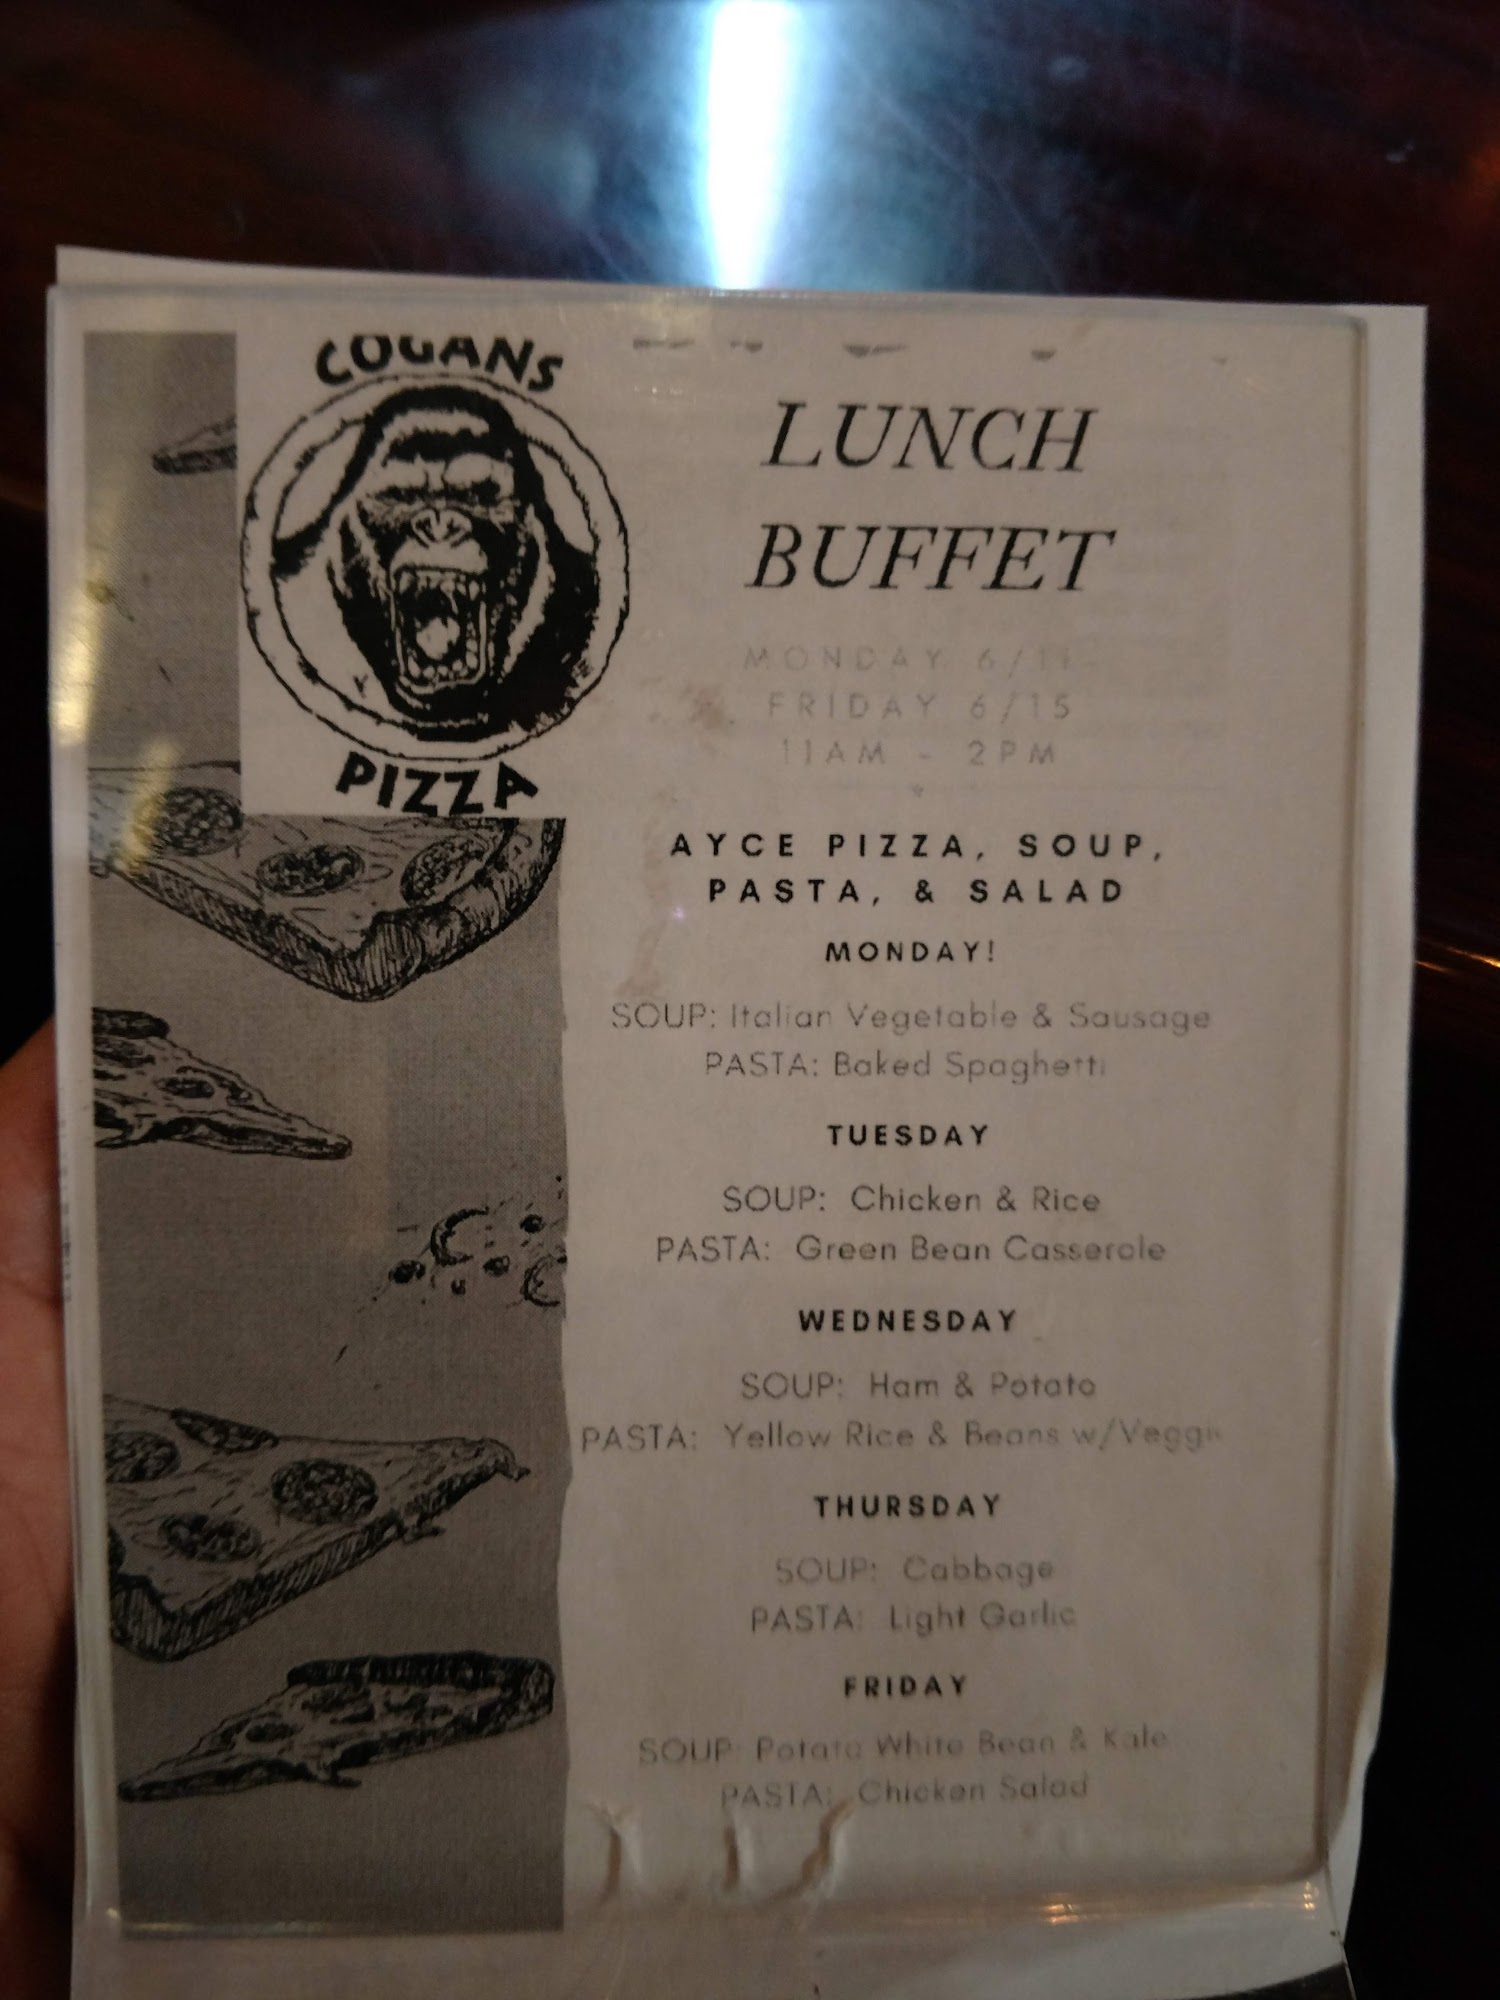 COGANS
PIZZA
LUNCH
BUFFET
MONDAY 6/11 -
FRIDAY 6/15
11AM - 2PM
AYCE PIZZA, SOUP,
PASTA, & SALAD
MONDAY!
SOUP: Italian Vegetable & Sausage
PASTA: Baked Spaghetti
TUESDAY
SOUP: Chicken & Rice
PASTA: Green Bean Casserole
WEDNESDAY
SOUP: Ham & Potato
PASTA: Yellow Rice & Beans w/
THURSDAY
SOUP: Cabbage
PASTA: Light Garlic
FRIDAY
SOUP: Potato White Bean & Kale
PASTA: Chicken Salad